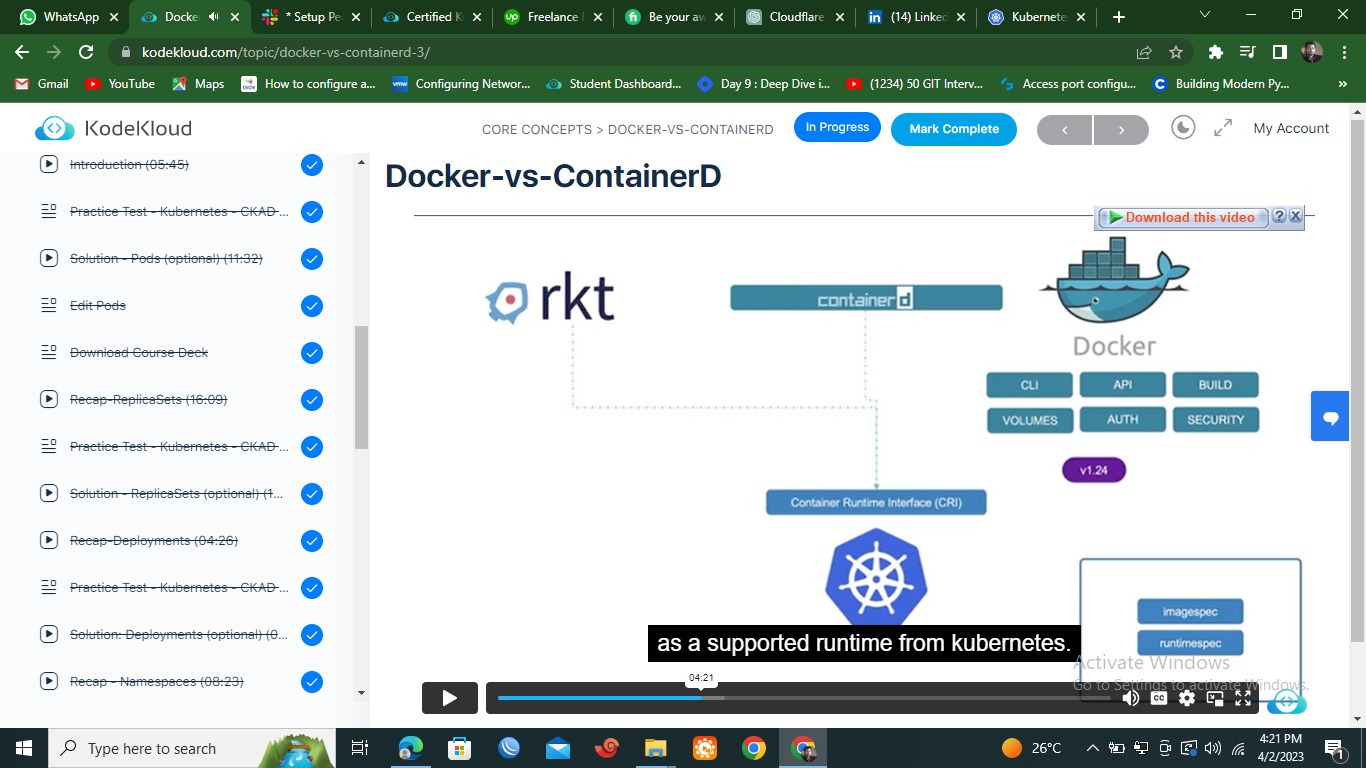 WhatsApp
Docke
* Setup Pe
Certified K
Freelance
Be your aw
Cloudflare
(14) Linked
Kubernete
kodekloud.com/topic/docker-vs-containerd-3/
Gmail
YouTube
Maps
How to configure a...
Configuring Networ...
Student Dashboard...
Day 9 : Deep Dive i...
(1234) 50 GIT Interv...
Access port configu...
Building Modern Py...
»
KodeKloud
CORE CONCEPTS > DOCKER-VS-CONTAINERD
In Progress
Mark Complete
<
>
My Account
Introduction (05:45)
Practice Test - Kubernetes - CKAD ...
Solution - Pods (optional) (11:32)
Edit Pods
Download Course Deck
Recap-ReplicaSets (16:09)
Practice Test - Kubernetes - CKAD ...
Solution - ReplicaSets (optional) (1...
Recap-Deployments (04:26)
Practice Test - Kubernetes - CKAD ...
Solution: Deployments (optional) (0...
Recap - Namespaces (08:23)
Docker-vs-ContainerD
Download this video
? X
rkt
containerd
Docker
CLI
API
BUILD
VOLUMES
AUTH
SECURITY
v1.24
Container Runtime Interface (CRI)
imagespec
runtimespec
as a supported runtime from kubernetes.
04:21
CC
Activate Windows
Go to Settings to activate Windows.
Type here to search
26°C
4:21 PM
4/2/2023
1